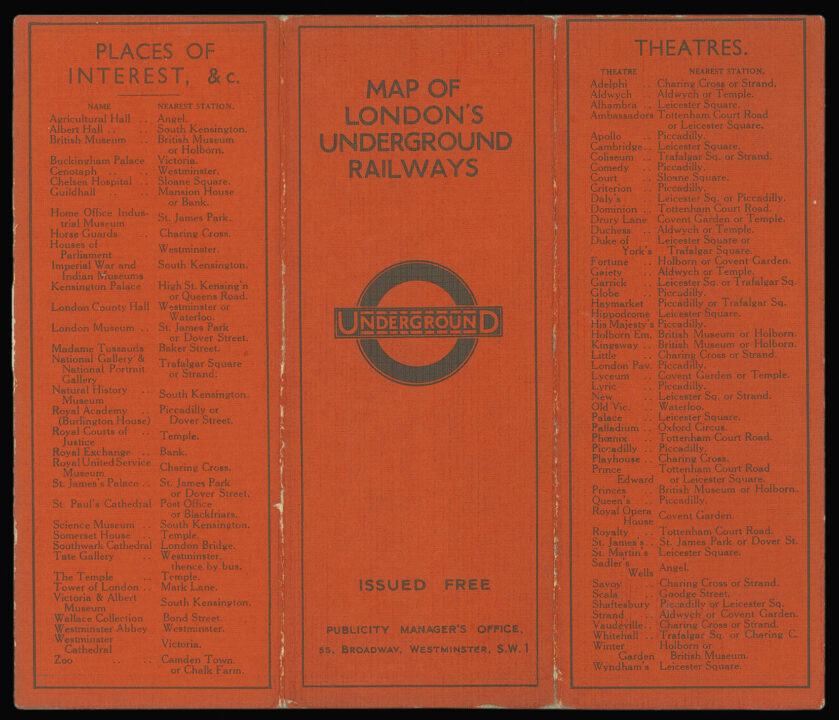 PLACES OF
INTEREST, &c.
NAME NEAREST STATION.
Agricultural Hall .. Angel.
Albert Hall .. .. South Kensington.
British Museum .. British Museum
or Holborn.
Buckingham Palace Victoria.
Cenotaph .. .. Westminster.
Chelsea Hospital .. Sloane Square.
Guildhall .. .. Mansion House
or Bank.
Home Office Indus-
trial Museum St. James Park.
Horse Guards .. Charing Cross.
Houses of
Parliament Westminster.
Imperial War and South Kensington.
Indian Museums
Kensington Palace High St. Kensing'n
or Queens Road.
London County Hall Westminster or
Waterloo.
London Museum .. St. James Park
or Dover Street.
Madame Tussauds Baker Street.
National Gallery &
National Portrait Trafalgar Square
Gallery or Strand.
Natural History ..
Museum South Kensington.
Royal Academy .. Piccadilly or
(Burlington House) Dover Street.
Royal Courts of ..
Justice Temple.
Royal Exchange .. Bank.
Royal United Service
Museum Charing Cross.
St. James's Palace .. St. James Park
or Dover Street.
St. Paul's Cathedral Post Office
or Blackfriars.
Science Museum .. South Kensington.
Somerset House .. Temple.
Southwark Cathedral London Bridge.
Tate Gallery .. Westminster,
thence by bus.
The Temple .. Temple.
Tower of London .. Mark Lane.
Victoria & Albert
Museum South Kensington.
Wallace Collection Bond Street.
Westminster Abbey Westminster.
Westminster
Cathedral Victoria.
Zoo .. .. Camden Town.
or Chalk Farm.
MAP OF
LONDON'S
UNDERGROUND
RAILWAYS
UNDERGROUND
ISSUED FREE
PUBLICITY MANAGER'S OFFICE,
55, BROADWAY, WESTMINSTER, S.W.1
THEATRES.
THEATRE NEAREST STATION.
Adelphi .. Charing Cross or Strand.
Aldwych .. Aldwych or Temple.
Alhambra .. Leicester Square.
Ambassadors Tottenham Court Road
or Leicester Square.
Apollo .. Piccadilly.
Cambridge .. Leicester Square.
Coliseum .. Trafalgar Sq. or Strand.
Comedy .. Piccadilly.
Court .. Sloane Square.
Criterion .. Piccadilly.
Daly's .. Leicester Sq. or Piccadilly.
Dominion .. Tottenham Court Road.
Drury Lane Covent Garden or Temple.
Duchess .. Aldwych or Temple.
Duke of Leicester Square or
York's Trafalgar Square.
Fortune .. Holborn or Covent Garden.
Gaiety .. Aldwych or Temple.
Garrick .. Leicester Sq. or Trafalgar Sq.
Globe .. Piccadilly.
Haymarket Piccadilly or Trafalgar Sq.
Hippodrome Leicester Square.
His Majesty's Piccadilly.
Holborn Em. British Museum or Holborn.
Kingsway .. British Museum or Holborn.
Little .. Charing Cross or Strand.
London Pav. Piccadilly.
Lyceum .. Covent Garden or Temple.
Lyric .. Piccadilly.
New .. Leicester Sq. or Strand.
Old Vic. .. Waterloo.
Palace .. Leicester Square.
Palladium .. Oxford Circus.
Phœnix .. Tottenham Court Road.
Piccadilly .. Piccadilly.
Playhouse .. Charing Cross.
Prince Tottenham Court Road
Edward or Leicester Square.
Princes .. British Museum or Holborn.
Queen's .. Piccadilly.
Royal Opera
House Covent Garden.
Royalty .. Tottenham Court Road.
St. James's .. St. James Park or Dover St.
St. Martin's Leicester Square.
Sadler's
Wells Angel.
Savoy .. Charing Cross or Strand.
Scala .. Goodge Street.
Shaftesbury Piccadilly or Leicester Sq.
Strand .. Aldwych or Covent Garden.
Vaudeville .. Charing Cross or Strand.
Whitehall .. Trafalgar Sq. or Charing C.
Winter Holborn or
Garden British Museum.
Wyndham's Leicester Square.